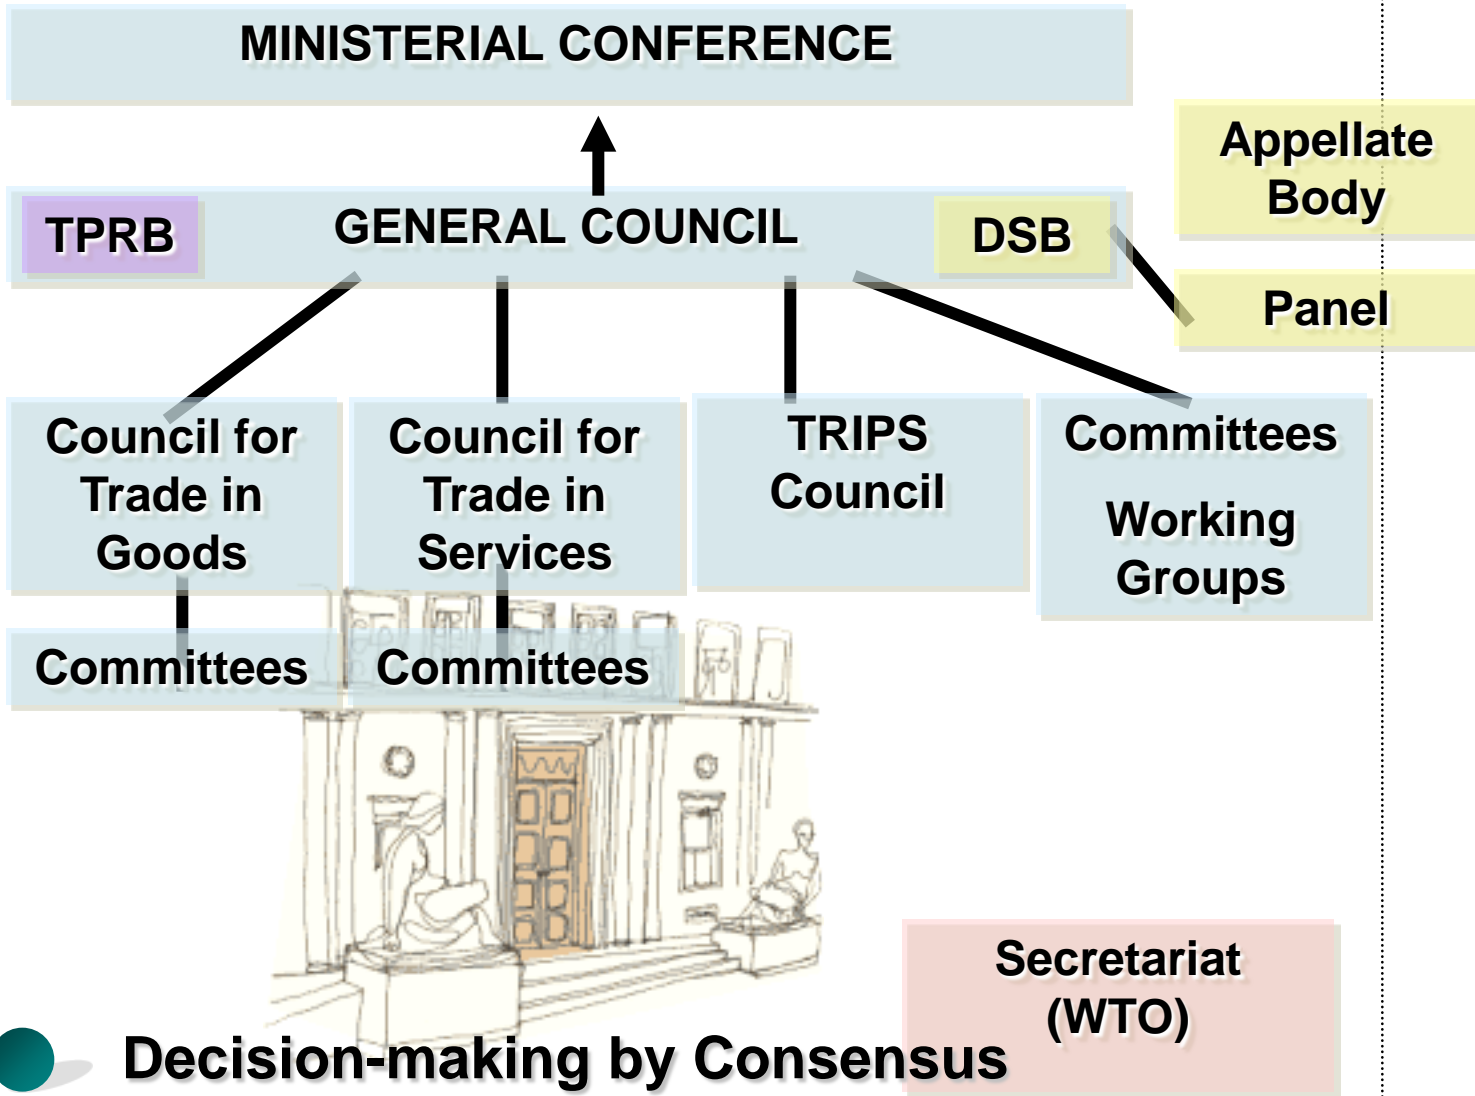 MINISTERIAL CONFERENCE
Appellate
Body
TPRB
GENERAL COUNCIL
DSB
Panel
Council for
Trade in
Goods
Council for
Trade in
Services
TRIPS
Council
Committees
Working
Groups
Committees
Committees
Secretariat
(WTO)
Decision-making by Consensus